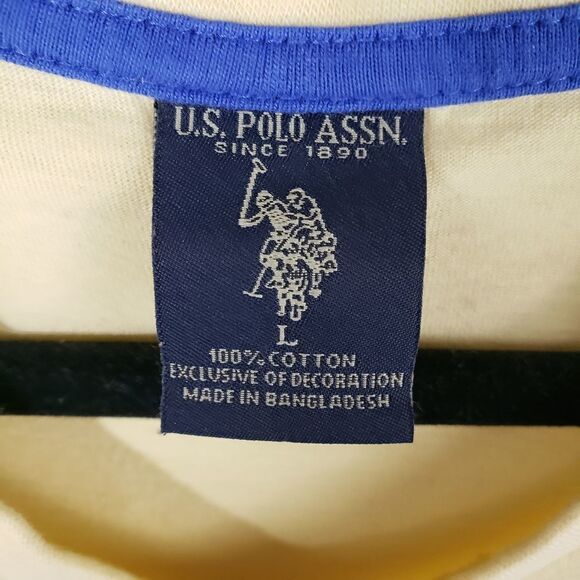 U.S. POLO ASSN.
SINCE 1890
L
100% COTTON
EXCLUSIVE OF DECORATION
MADE IN BANGLADESH